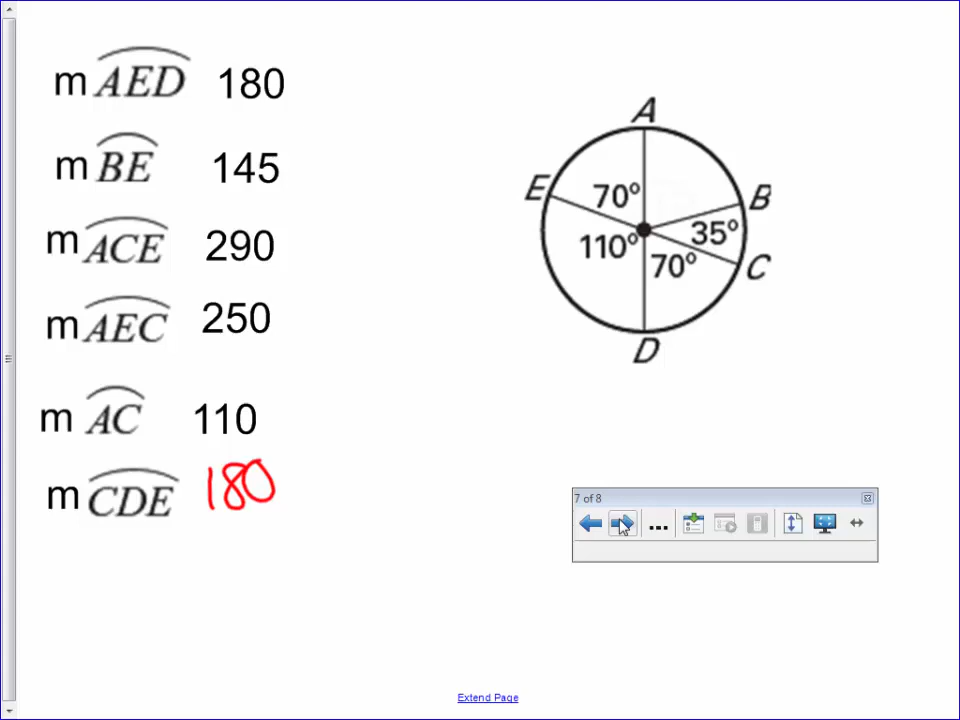 m AED 180
m BE 145
m ACE 290
m AEC 250
m AC 110
m CDE 180
A
E 70° B
110° 35°
70° C
D
7 of 8
...
Extend Page